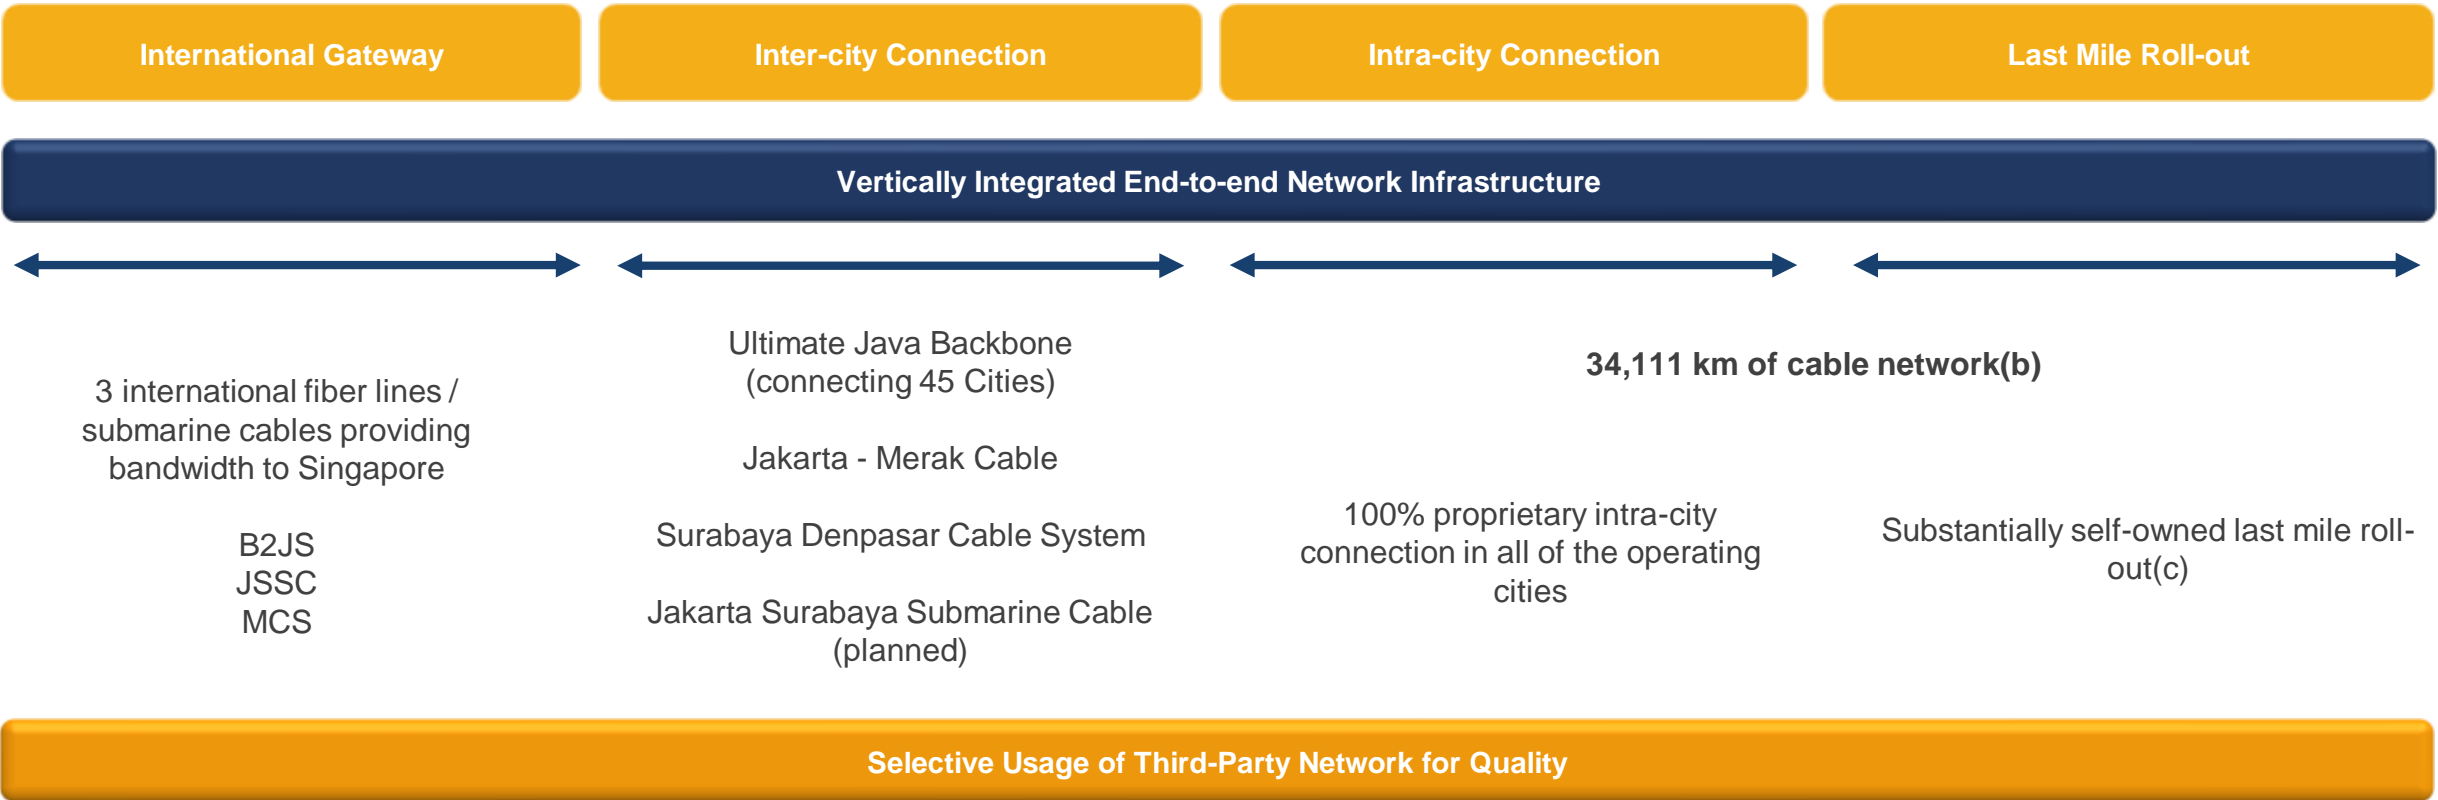 International Gateway
Inter-city Connection
Intra-city Connection
Last Mile Roll-out
Vertically Integrated End-to-end Network Infrastructure
3 international fiber lines /
submarine cables providing
bandwidth to Singapore
B2JS
JSSC
MCS
Ultimate Java Backbone
(connecting 45 Cities)
Jakarta - Merak Cable
Surabaya Denpasar Cable System
Jakarta Surabaya Submarine Cable
(planned)
34,111 km of cable network(b)
100% proprietary intra-city
connection in all of the operating
cities
Substantially self-owned last mile roll-
out(c)
Selective Usage of Third-Party Network for Quality